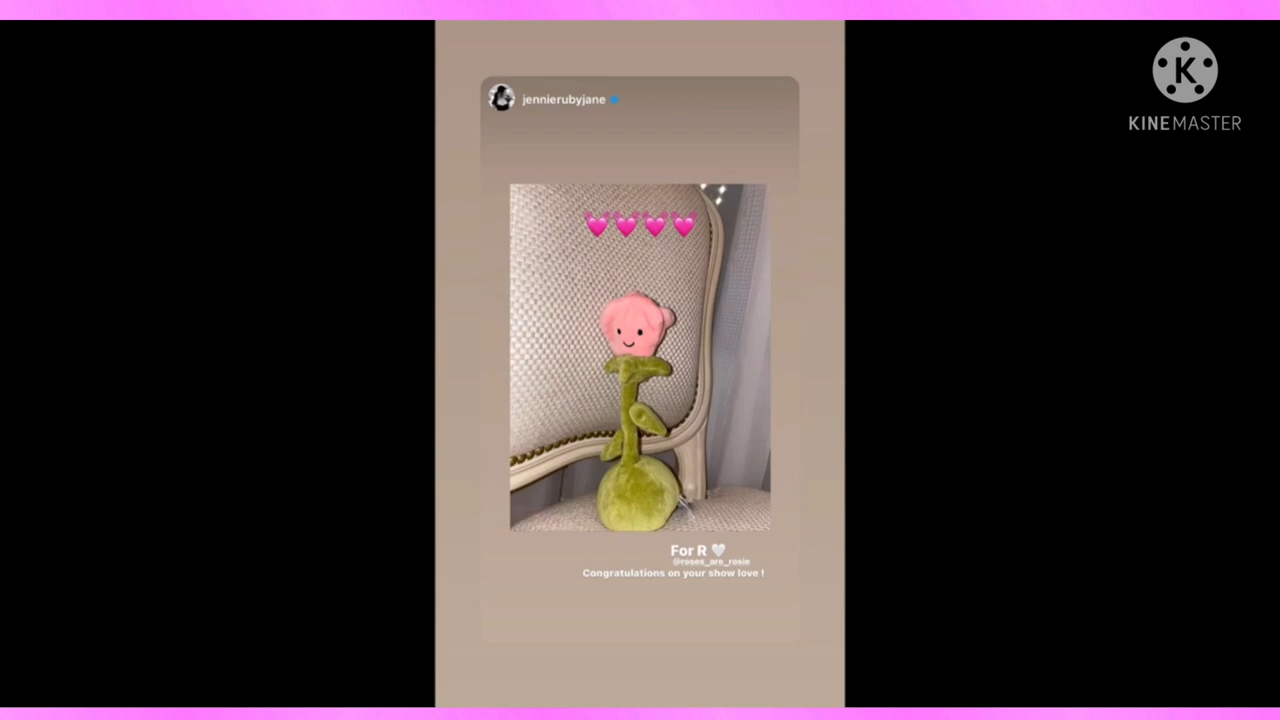 jennierubyjane
K
KINEMASTER
For R 🤍
@roses_are_rosie
Congratulations on your show love !